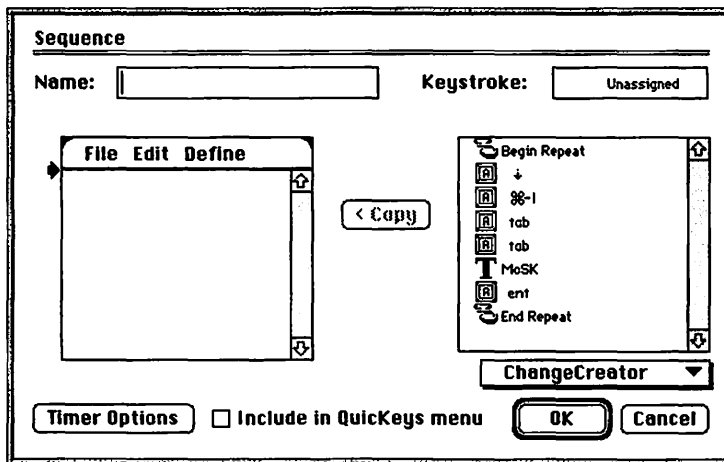 Sequence
Name:
Keystroke: Unassigned
File Edit Define
< Copy
Begin Repeat
↓
⌘-I
tab
tab
MoSK
ent
End Repeat
ChangeCreator
Timer Options
Include in QuicKeys menu
OK
Cancel